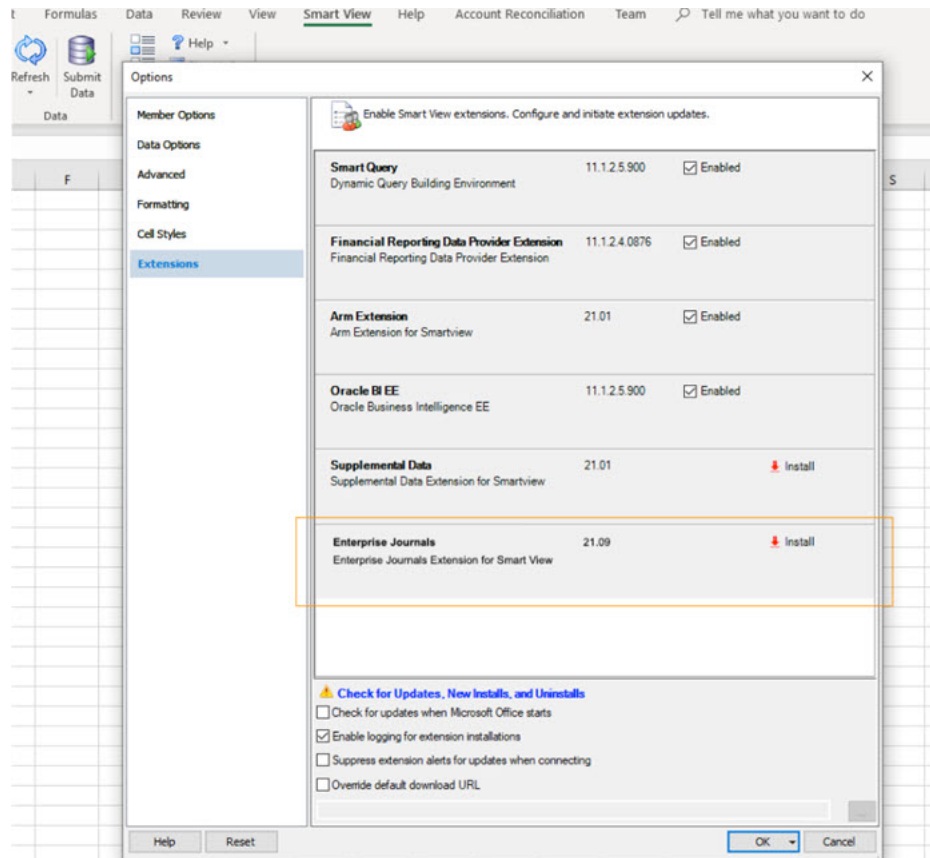 t Formulas Data Review View Smart View Help Account Reconciliation Team Tell me what you want to do
Help
Refresh Submit
Data
Data
Options
Member Options
Data Options
Advanced
Formatting
Cell Styles
Extensions
Enable Smart View extensions. Configure and initiate extension updates.
Smart Query 11.1.2.5.900 Enabled
Dynamic Query Building Environment
Financial Reporting Data Provider Extension 11.1.2.4.0876 Enabled
Financial Reporting Data Provider Extension
Arm Extension 21.01 Enabled
Arm Extension for Smartview
Oracle BI EE 11.1.2.5.900 Enabled
Oracle Business Intelligence EE
Supplemental Data 21.01 Install
Supplemental Data Extension for Smartview
Enterprise Journals 21.09 Install
Enterprise Journals Extension for Smart View
Check for Updates, New Installs, and Uninstalls
Check for updates when Microsoft Office starts
Enable logging for extension installations
Suppress extension alerts for updates when connecting
Override default download URL
...
Help Reset OK Cancel
F S